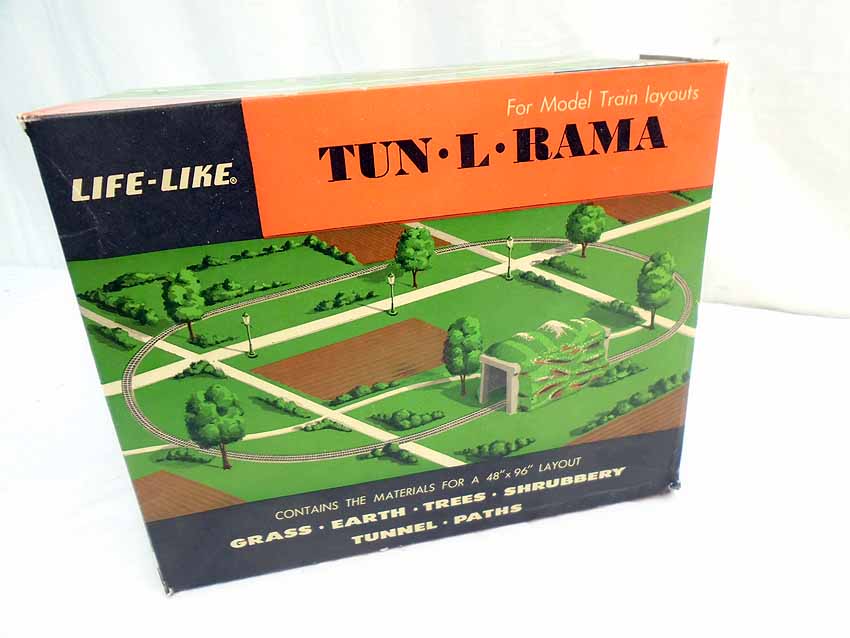 For Model Train layouts
TUN·L·RAMA
LIFE-LIKE®
CONTAINS THE MATERIALS FOR A 48" x 96" LAYOUT
GRASS · EARTH · TREES · SHRUBBERY
TUNNEL · PATHS